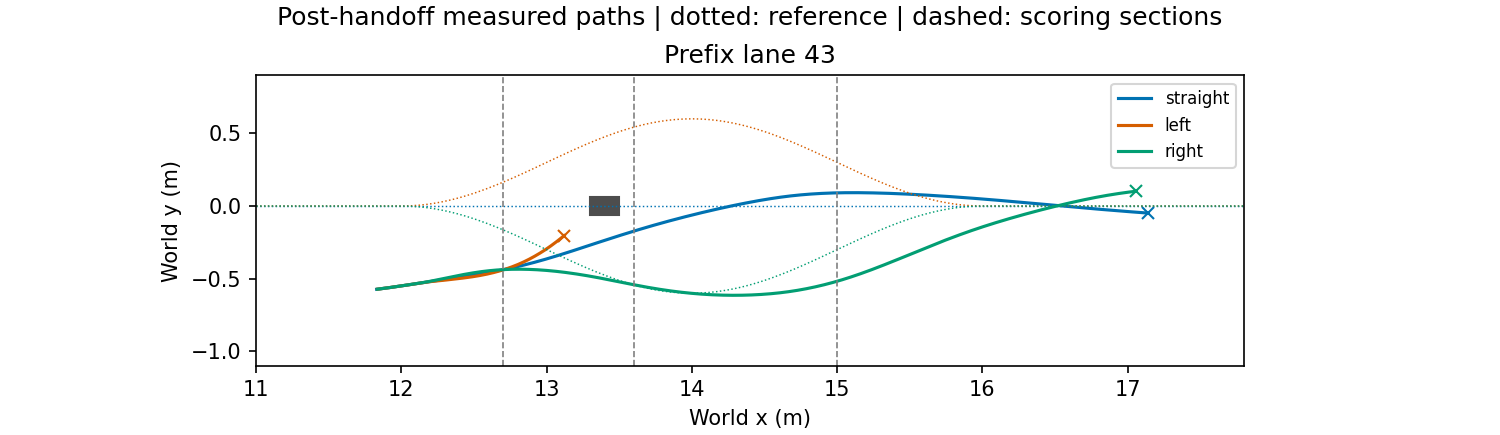 Post-handoff measured paths | dotted: reference | dashed: scoring sections
Prefix lane 43
straight
left
right
World y (m)
0.5
0.0
−0.5
−1.0
11 12 13 14 15 16 17
World x (m)